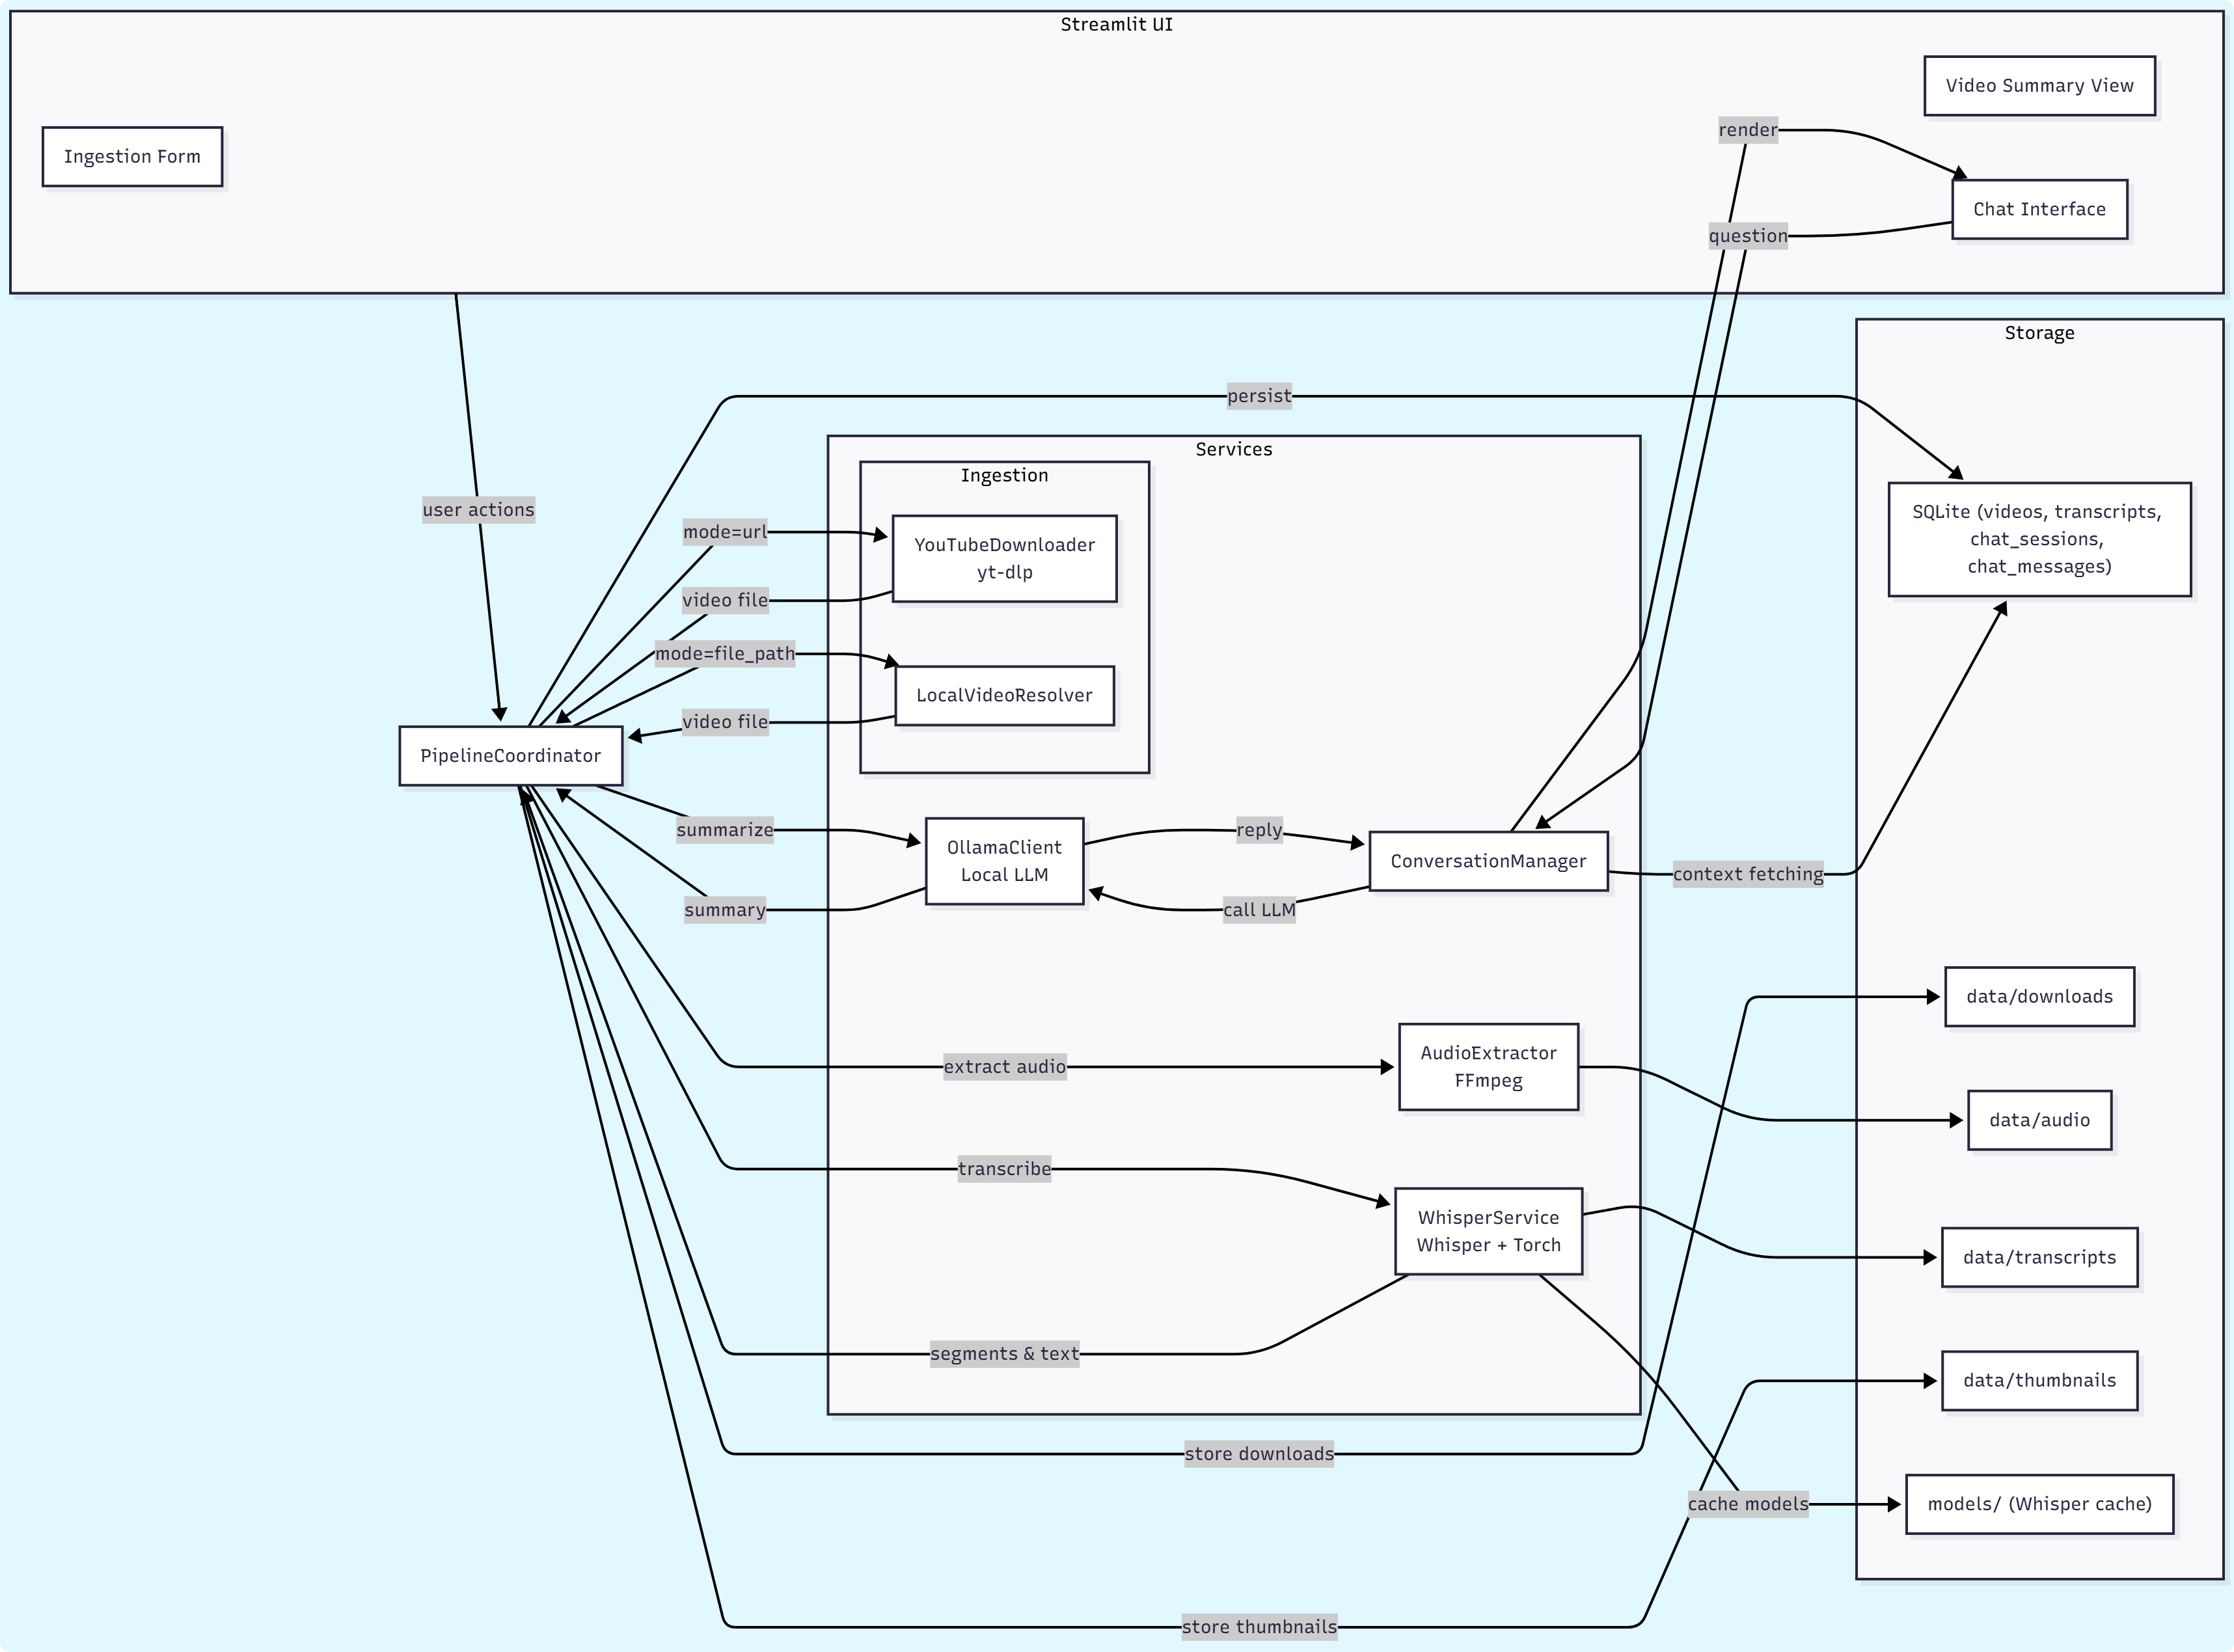 Streamlit UI
Video Summary View
render
Ingestion Form
Chat Interface
question
Storage
persist
Services
Ingestion
user actions
mode=url
YouTubeDownloader
yt-dlp
SQLite (videos, transcripts,
chat_sessions,
chat_messages)
video file
mode=file_path
LocalVideoResolver
video file
PipelineCoordinator
summarize
OllamaClient
Local LLM
reply
ConversationManager
context fetching
summary
call LLM
data/downloads
extract audio
AudioExtractor
FFmpeg
data/audio
transcribe
WhisperService
Whisper + Torch
data/transcripts
segments & text
data/thumbnails
store downloads
cache models
models/ (Whisper cache)
store thumbnails